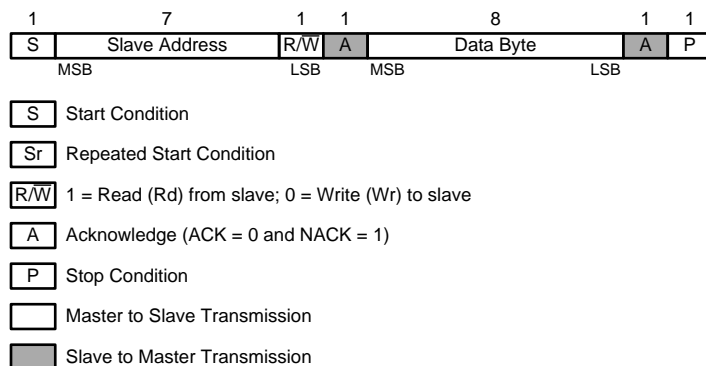 1 7 1 1 8 1 1
S Slave Address R/W̅ A Data Byte A P
MSB LSB MSB LSB
S Start Condition
Sr Repeated Start Condition
R/W̅ 1 = Read (Rd) from slave; 0 = Write (Wr) to slave
A Acknowledge (ACK = 0 and NACK = 1)
P Stop Condition
Master to Slave Transmission
Slave to Master Transmission